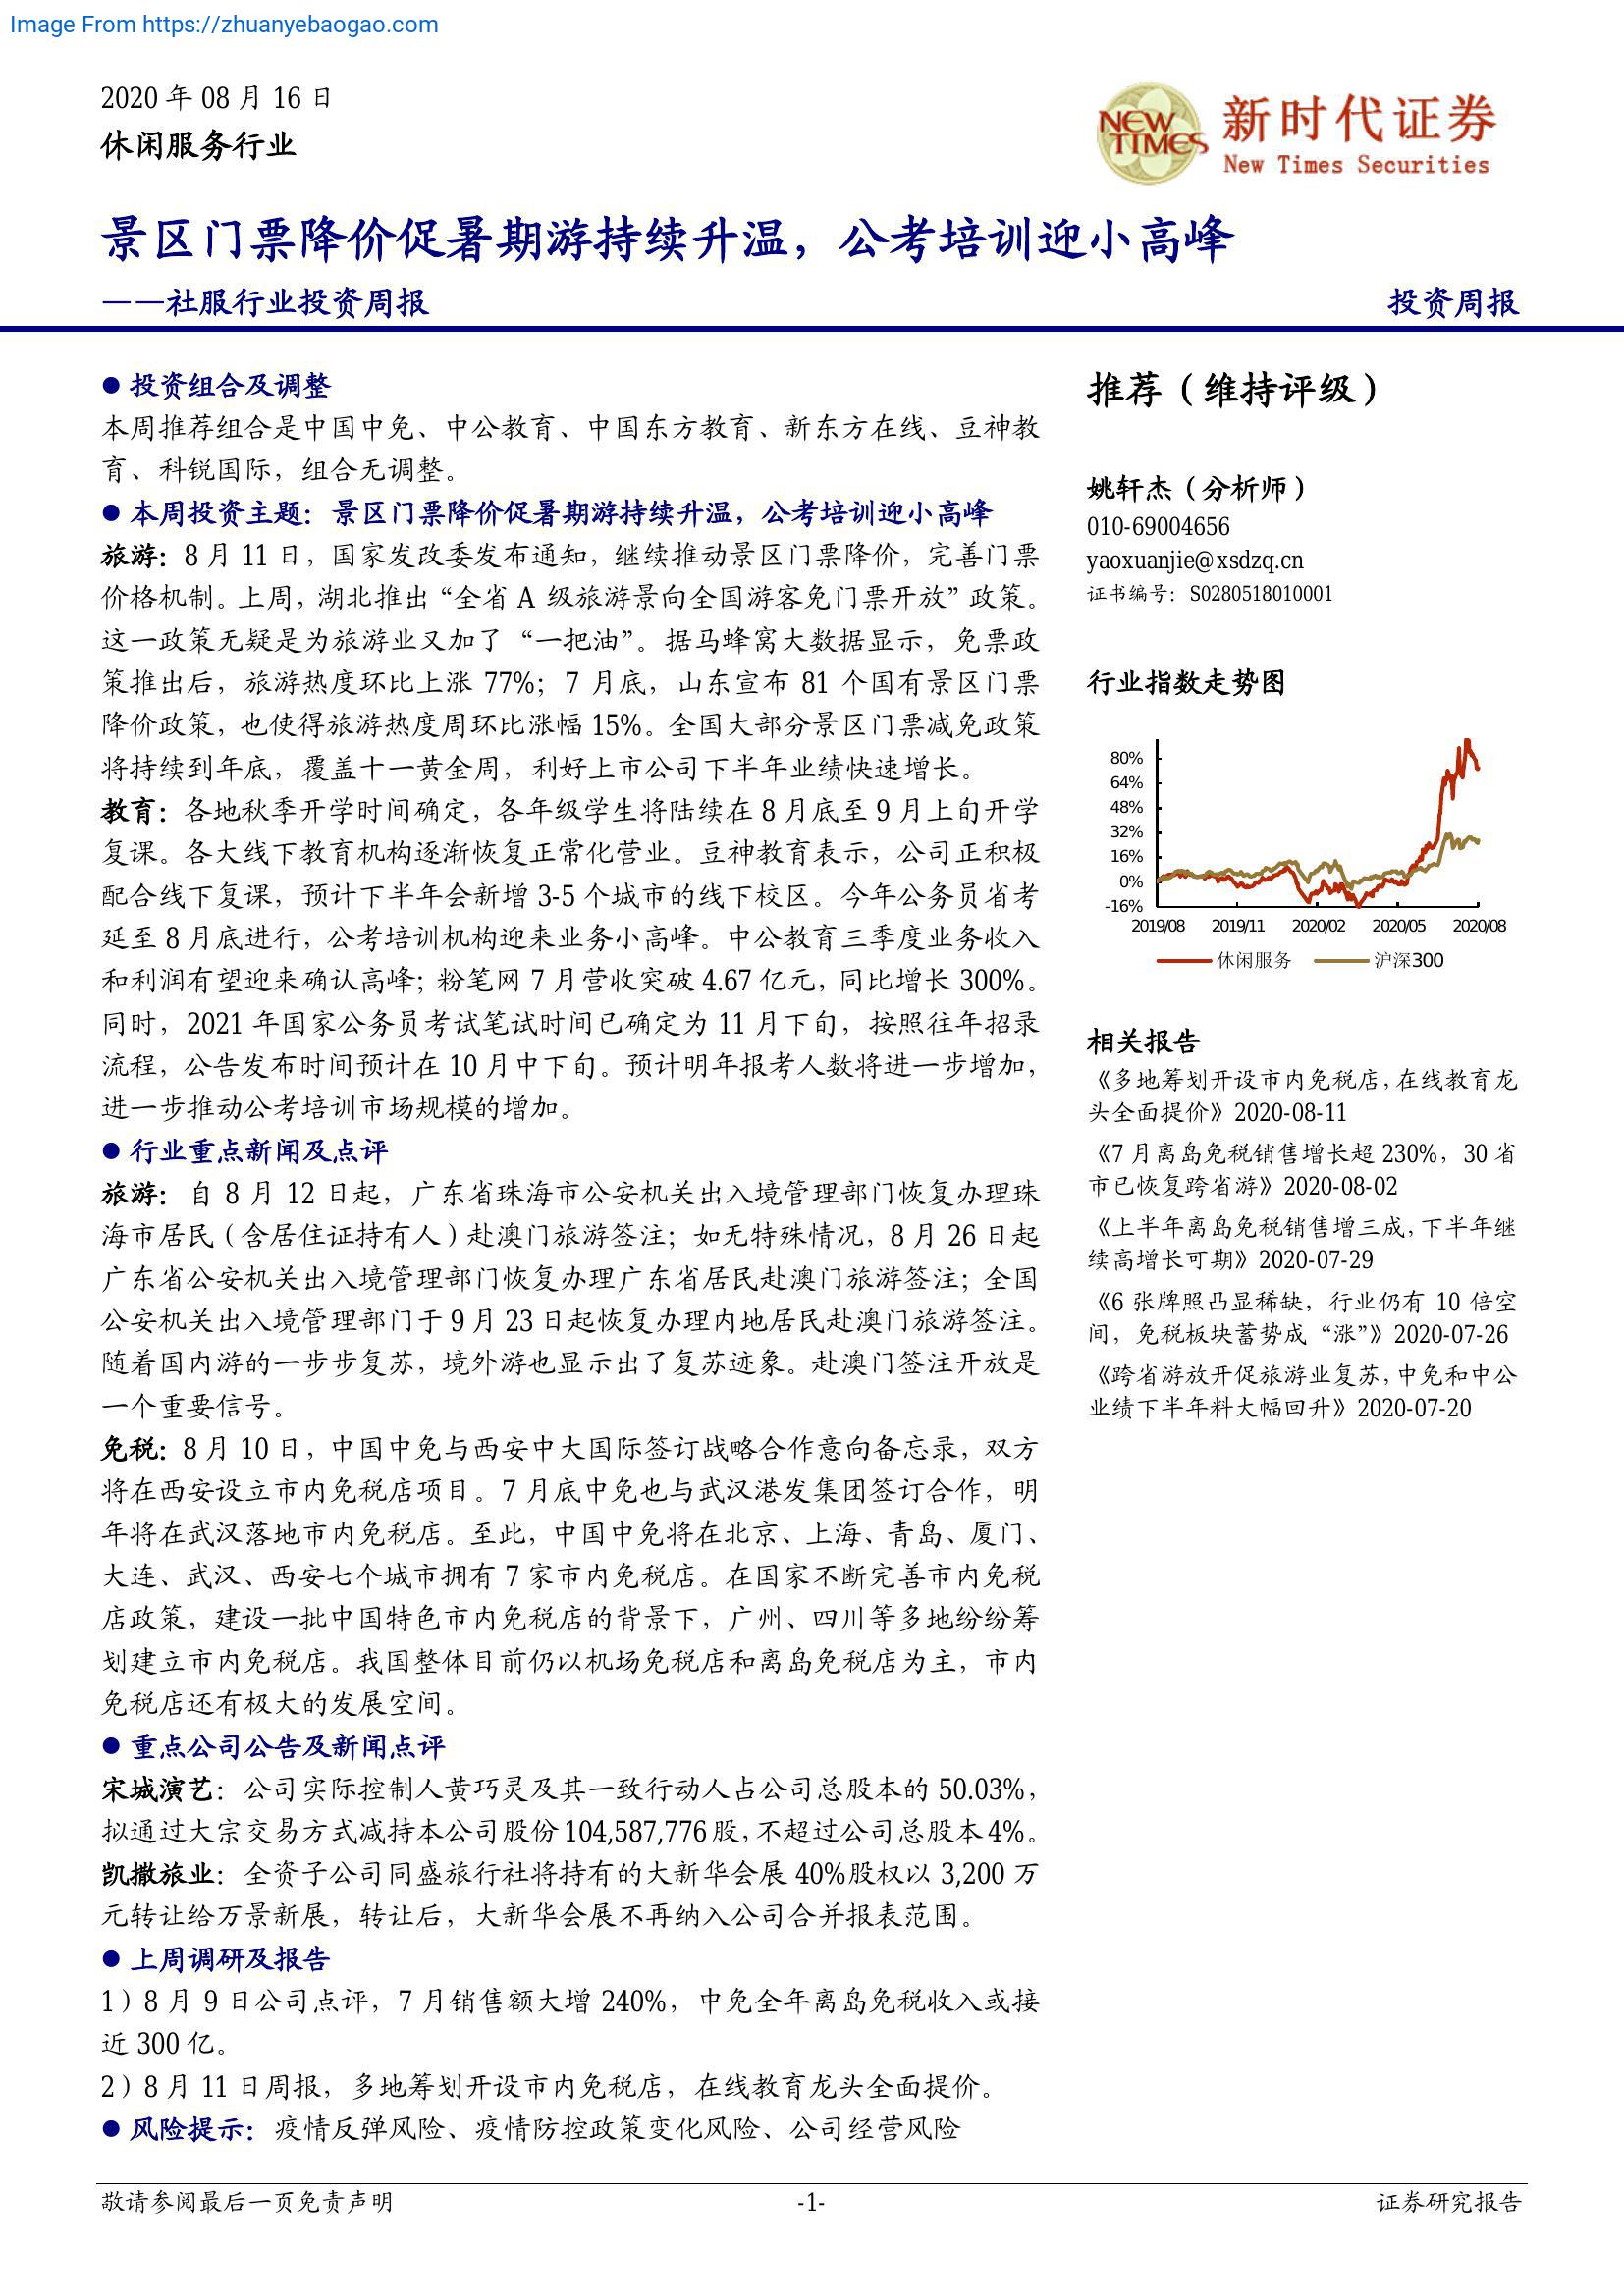 Image From https://zhuanyebaogao.com
2020 年 08 月 16 日
休闲服务行业
NEW TIMES
新时代证券
New Times Securities
景区门票降价促暑期游持续升温，公考培训迎小高峰
——社服行业投资周报
投资周报
● 投资组合及调整
本周推荐组合是中国中免、中公教育、中国东方教育、新东方在线、豆神教
育、科锐国际，组合无调整。
● 本周投资主题：景区门票降价促暑期游持续升温，公考培训迎小高峰
旅游：8 月 11 日，国家发改委发布通知，继续推动景区门票降价，完善门票
价格机制。上周，湖北推出“全省 A 级旅游景向全国游客免门票开放”政策。
这一政策无疑是为旅游业又加了“一把油”。据马蜂窝大数据显示，免票政
策推出后，旅游热度环比上涨 77%；7 月底，山东宣布 81 个国有景区门票
降价政策，也使得旅游热度周环比涨幅 15%。全国大部分景区门票减免政策
将持续到年底，覆盖十一黄金周，利好上市公司下半年业绩快速增长。
教育：各地秋季开学时间确定，各年级学生将陆续在 8 月底至 9 月上旬开学
复课。各大线下教育机构逐渐恢复正常化营业。豆神教育表示，公司正积极
配合线下复课，预计下半年会新增 3-5 个城市的线下校区。今年公务员省考
延至 8 月底进行，公考培训机构迎来业务小高峰。中公教育三季度业务收入
和利润有望迎来确认高峰；粉笔网 7 月营收突破 4.67 亿元，同比增长 300%。
同时，2021 年国家公务员考试笔试时间已确定为 11 月下旬，按照往年招录
流程，公告发布时间预计在 10 月中下旬。预计明年报考人数将进一步增加，
进一步推动公考培训市场规模的增加。
● 行业重点新闻及点评
旅游：自 8 月 12 日起，广东省珠海市公安机关出入境管理部门恢复办理珠
海市居民（含居住证持有人）赴澳门旅游签注；如无特殊情况，8 月 26 日起
广东省公安机关出入境管理部门恢复办理广东省居民赴澳门旅游签注；全国
公安机关出入境管理部门于 9 月 23 日起恢复办理内地居民赴澳门旅游签注。
随着国内游的一步步复苏，境外游也显示出了复苏迹象。赴澳门签注开放是
一个重要信号。
免税：8 月 10 日，中国中免与西安中大国际签订战略合作意向备忘录，双方
将在西安设立市内免税店项目。7 月底中免也与武汉港发集团签订合作，明
年将在武汉落地市内免税店。至此，中国中免将在北京、上海、青岛、厦门、
大连、武汉、西安七个城市拥有 7 家市内免税店。在国家不断完善市内免税
店政策，建设一批中国特色市内免税店的背景下，广州、四川等多地纷纷筹
划建立市内免税店。我国整体目前仍以机场免税店和离岛免税店为主，市内
免税店还有极大的发展空间。
● 重点公司公告及新闻点评
宋城演艺：公司实际控制人黄巧灵及其一致行动人占公司总股本的 50.03%，
拟通过大宗交易方式减持本公司股份 104,587,776 股，不超过公司总股本 4%。
凯撒旅业：全资子公司同盛旅行社将持有的大新华会展 40%股权以 3,200 万
元转让给万景新展，转让后，大新华会展不再纳入公司合并报表范围。
● 上周调研及报告
1）8 月 9 日公司点评，7 月销售额大增 240%，中免全年离岛免税收入或接
近 300 亿。
2）8 月 11 日周报，多地筹划开设市内免税店，在线教育龙头全面提价。
● 风险提示：疫情反弹风险、疫情防控政策变化风险、公司经营风险
推荐（维持评级）
姚轩杰（分析师）
010-69004656
yaoxuanjie@xsdzq.cn
证书编号：S0280518010001
行业指数走势图
80%
64%
48%
32%
16%
0%
-16%
2019/08 2019/11 2020/02 2020/05 2020/08
休闲服务 沪深300
相关报告
《多地筹划开设市内免税店，在线教育龙
头全面提价》2020-08-11
《7 月离岛免税销售增长超 230%，30 省
市已恢复跨省游》2020-08-02
《上半年离岛免税销售增三成，下半年继
续高增长可期》2020-07-29
《6 张牌照凸显稀缺，行业仍有 10 倍空
间，免税板块蓄势成“涨”》2020-07-26
《跨省游放开促旅游业复苏，中免和中公
业绩下半年料大幅回升》2020-07-20
敬请参阅最后一页免责声明
-1-
证券研究报告